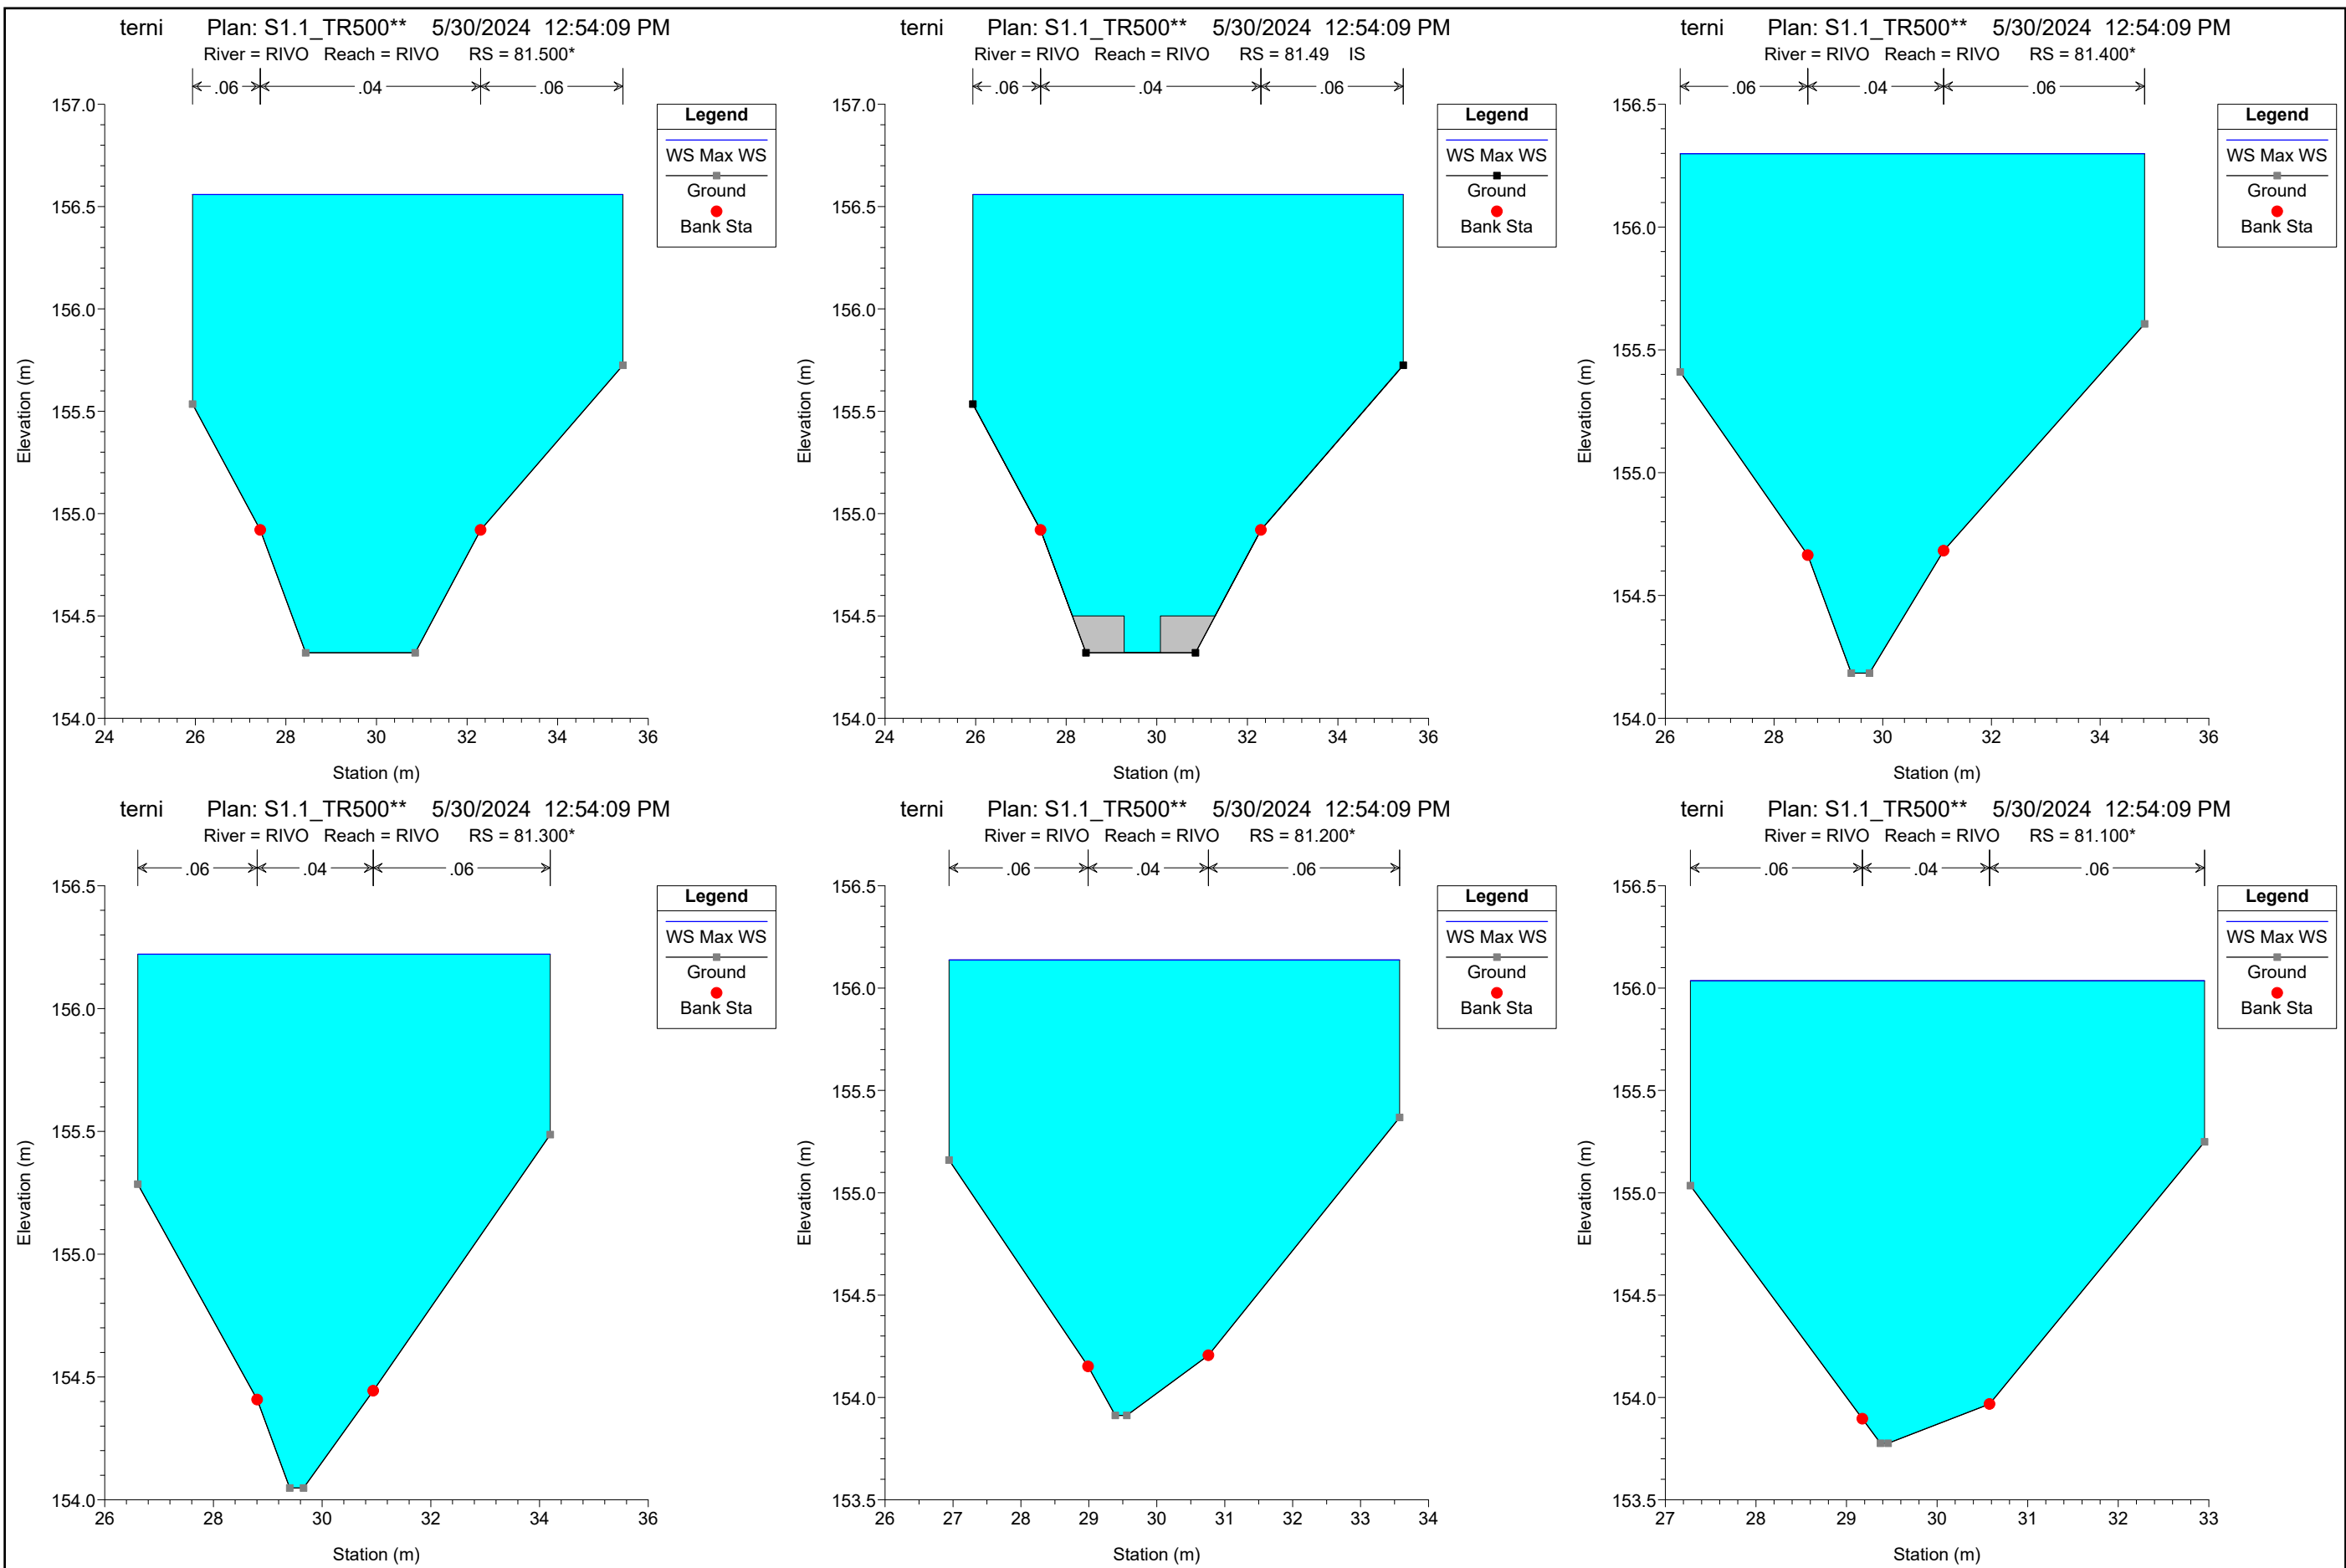 terni Plan: S1.1_TR500** 5/30/2024 12:54:09 PM
River = RIVO Reach = RIVO RS = 81.500*
.06 .04 .06
157.0
156.5
156.0
155.5
155.0
154.5
154.0
24 26 28 30 32 34 36
Station (m)
Elevation (m)
Legend
WS Max WS
Ground
Bank Sta
terni Plan: S1.1_TR500** 5/30/2024 12:54:09 PM
River = RIVO Reach = RIVO RS = 81.49 IS
.06 .04 .06
157.0
156.5
156.0
155.5
155.0
154.5
154.0
24 26 28 30 32 34 36
Station (m)
Elevation (m)
Legend
WS Max WS
Ground
Bank Sta
terni Plan: S1.1_TR500** 5/30/2024 12:54:09 PM
River = RIVO Reach = RIVO RS = 81.400*
.06 .04 .06
156.5
156.0
155.5
155.0
154.5
154.0
26 28 30 32 34 36
Station (m)
Elevation (m)
Legend
WS Max WS
Ground
Bank Sta
terni Plan: S1.1_TR500** 5/30/2024 12:54:09 PM
River = RIVO Reach = RIVO RS = 81.300*
.06 .04 .06
156.5
156.0
155.5
155.0
154.5
154.0
26 28 30 32 34 36
Station (m)
Elevation (m)
Legend
WS Max WS
Ground
Bank Sta
terni Plan: S1.1_TR500** 5/30/2024 12:54:09 PM
River = RIVO Reach = RIVO RS = 81.200*
.06 .04 .06
156.5
156.0
155.5
155.0
154.5
154.0
153.5
26 27 28 29 30 31 32 33 34
Station (m)
Elevation (m)
Legend
WS Max WS
Ground
Bank Sta
terni Plan: S1.1_TR500** 5/30/2024 12:54:09 PM
River = RIVO Reach = RIVO RS = 81.100*
.06 .04 .06
156.5
156.0
155.5
155.0
154.5
154.0
153.5
27 28 29 30 31 32 33
Station (m)
Elevation (m)
Legend
WS Max WS
Ground
Bank Sta